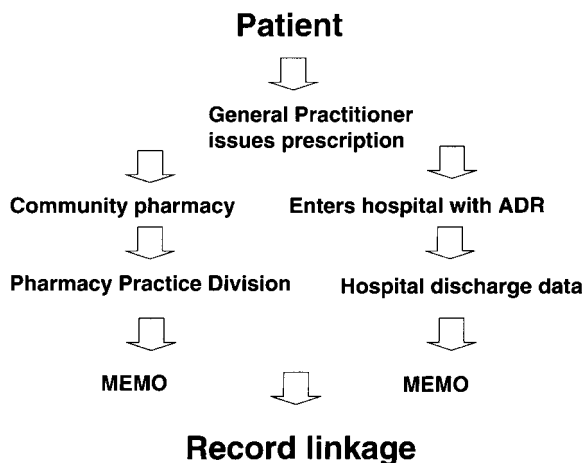 Patient
General Practitioner
issues prescription
Community pharmacy
Enters hospital with ADR
Pharmacy Practice Division
Hospital discharge data
MEMO
MEMO
Record linkage